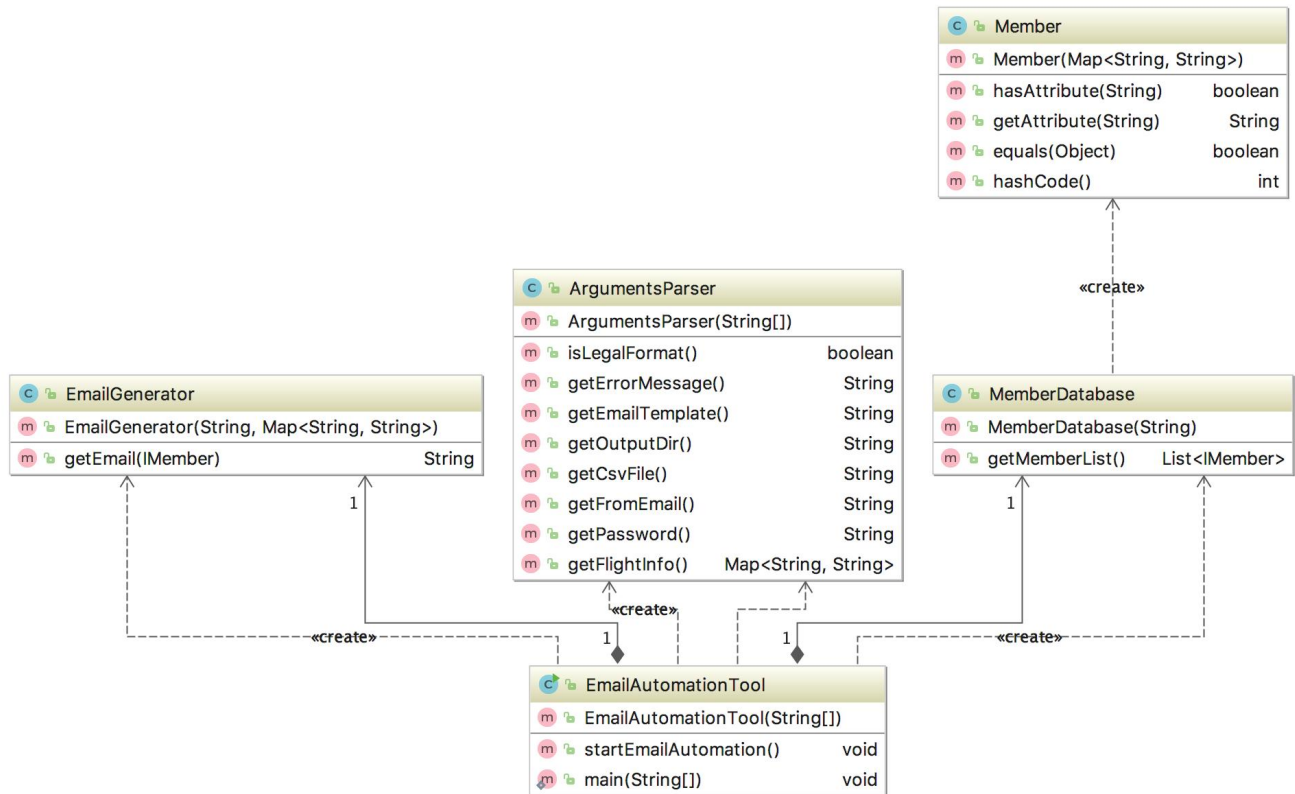 Member
Member(Map<String, String>)
hasAttribute(String) boolean
getAttribute(String) String
equals(Object) boolean
hashCode() int
«create»
ArgumentsParser
ArgumentsParser(String[])
isLegalFormat() boolean
getErrorMessage() String
getEmailTemplate() String
getOutputDir() String
getCsvFile() String
getFromEmail() String
getPassword() String
getFlightInfo() Map<String, String>
EmailGenerator
EmailGenerator(String, Map<String, String>)
getEmail(IMember) String
MemberDatabase
MemberDatabase(String)
getMemberList() List<IMember>
1
1
«create»
«create»
1
1
«create»
EmailAutomationTool
EmailAutomationTool(String[])
startEmailAutomation() void
main(String[]) void